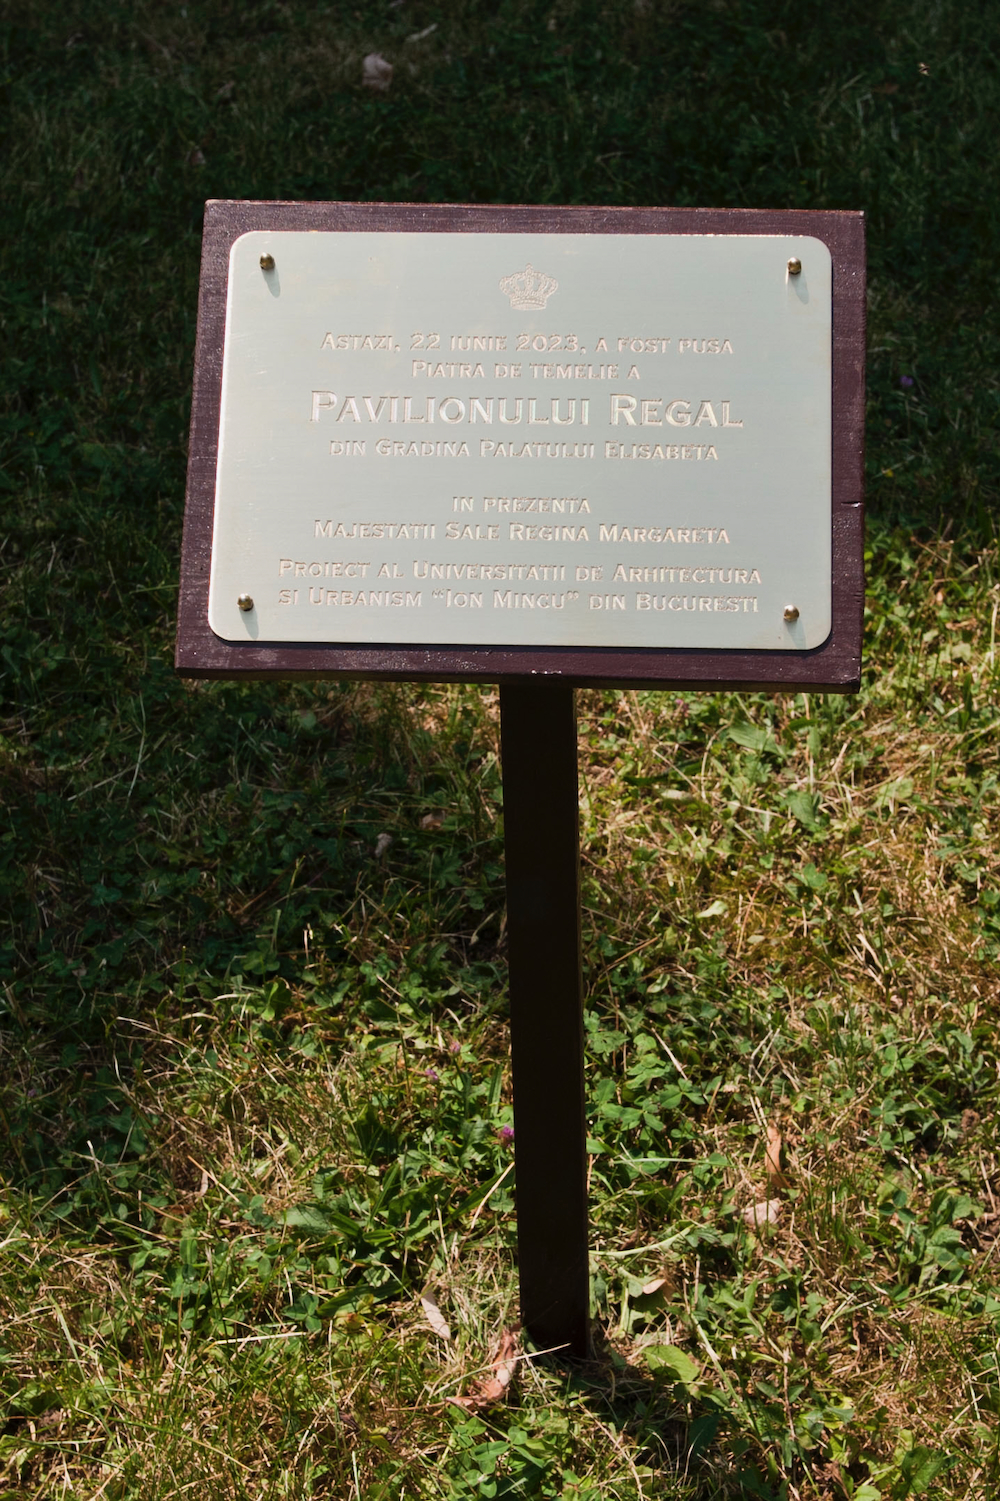 Astazi, 22 iunie 2023, a fost pusa
Piatra de temelie a
Pavilionului Regal
din Gradina Palatului Elisabeta
in prezenta
Majestatii Sale Regina Margareta
Proiect al Universitatii de Arhitectura
si Urbanism “Ion Mincu” din Bucuresti